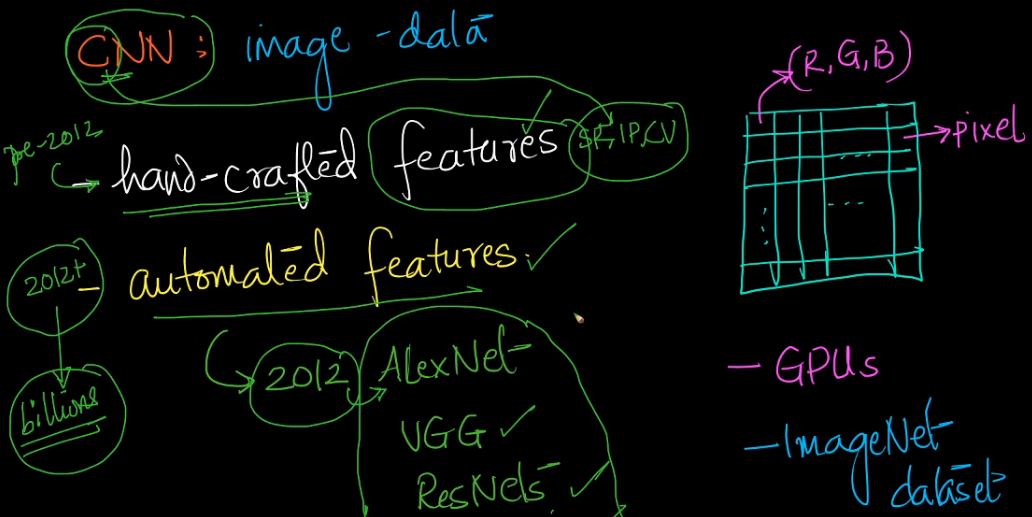 CNN : image - data
(R, G, B)
pixel
pre-2012
- hand-crafted features
SP, IP, CV
2012+
- automated features.
billions
2012
AlexNet
VGG
ResNets
- GPUs
- ImageNet
dataset